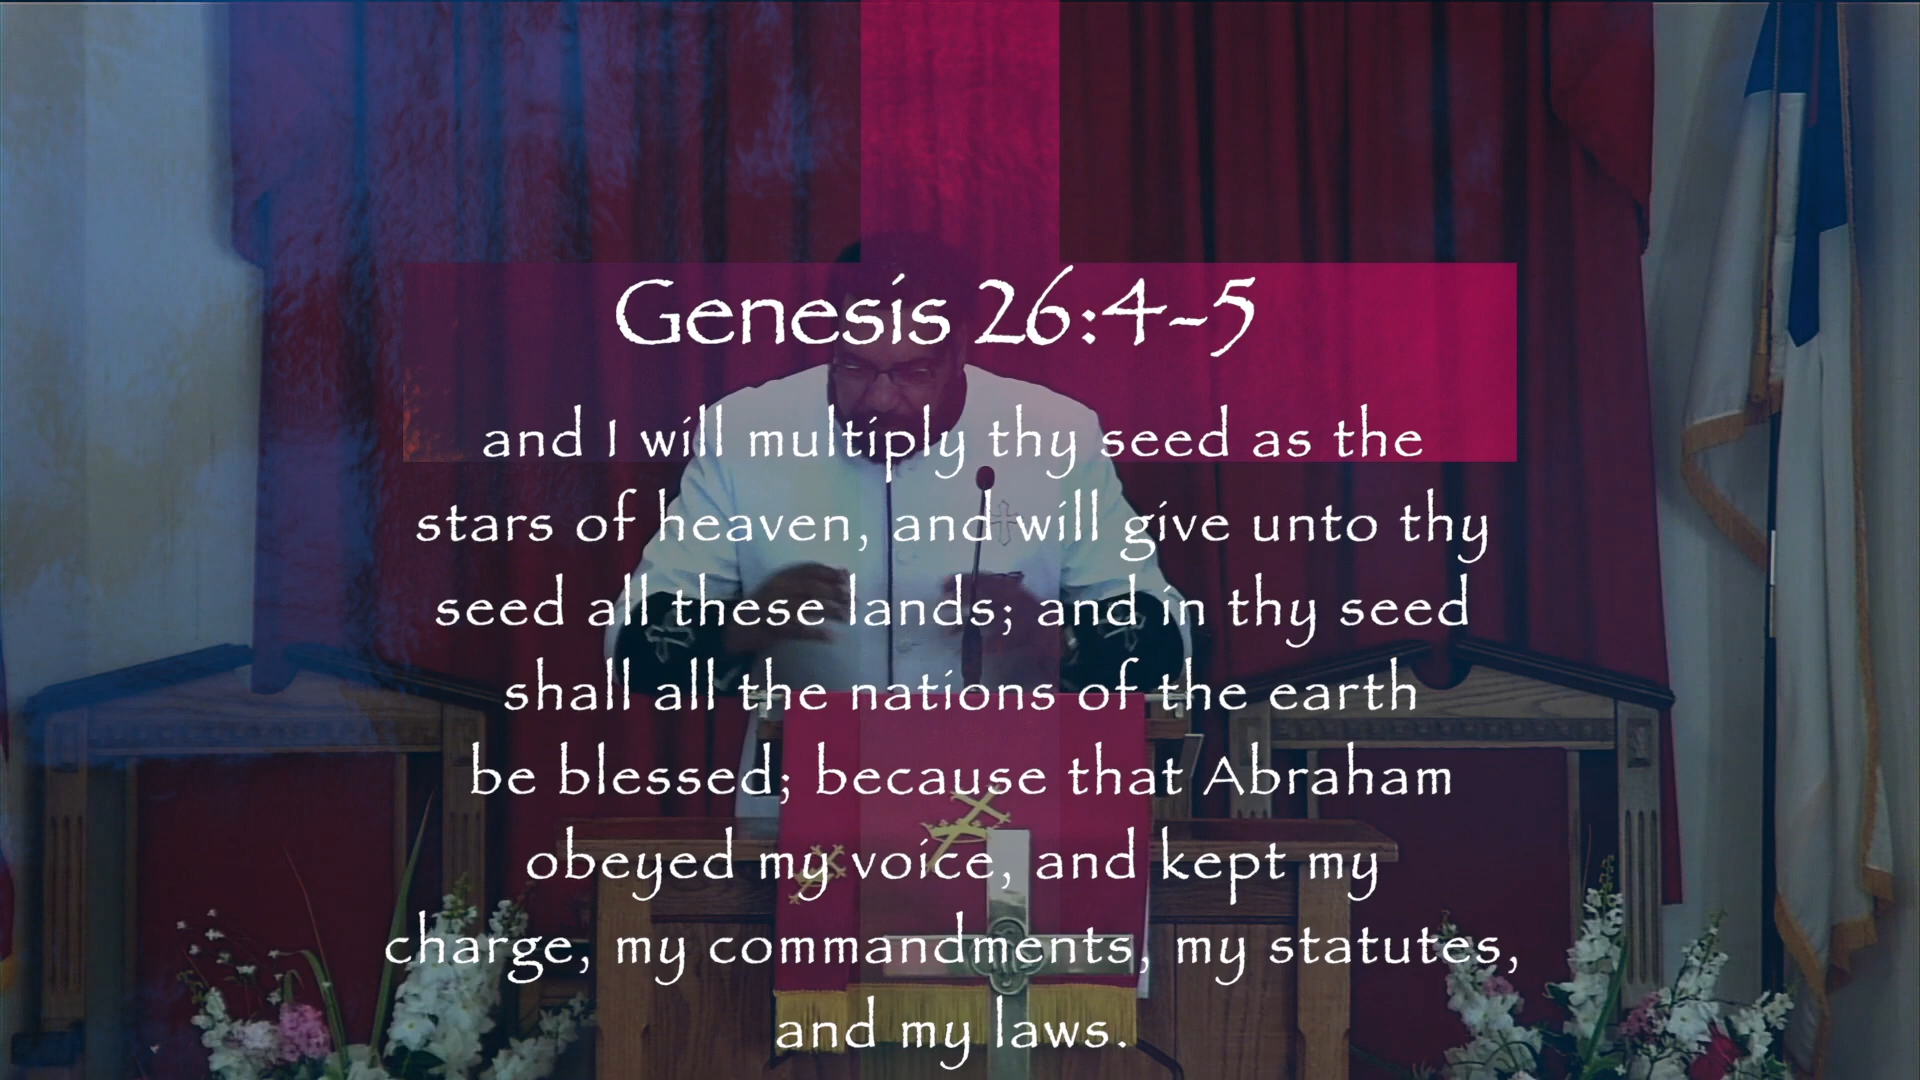 Genesis 26:4-5
and I will multiply thy seed as the
stars of heaven, and will give unto thy
seed all these lands; and in thy seed
shall all the nations of the earth
be blessed; because that Abraham
obeyed my voice, and kept my
charge, my commandments, my statutes,
and my laws.